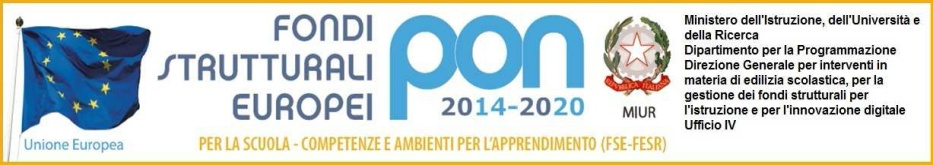 Unione Europea
FONDI
STRUTTURALI
EUROPEI
pon
2014-2020
PER LA SCUOLA - COMPETENZE E AMBIENTI PER L'APPRENDIMENTO (FSE-FESR)
REPVBBLICA ITALIANA
MIUR
Ministero dell'Istruzione, dell'Università e
della Ricerca
Dipartimento per la Programmazione
Direzione Generale per interventi in
materia di edilizia scolastica, per la
gestione dei fondi strutturali per
l'istruzione e per l'innovazione digitale
Ufficio IV